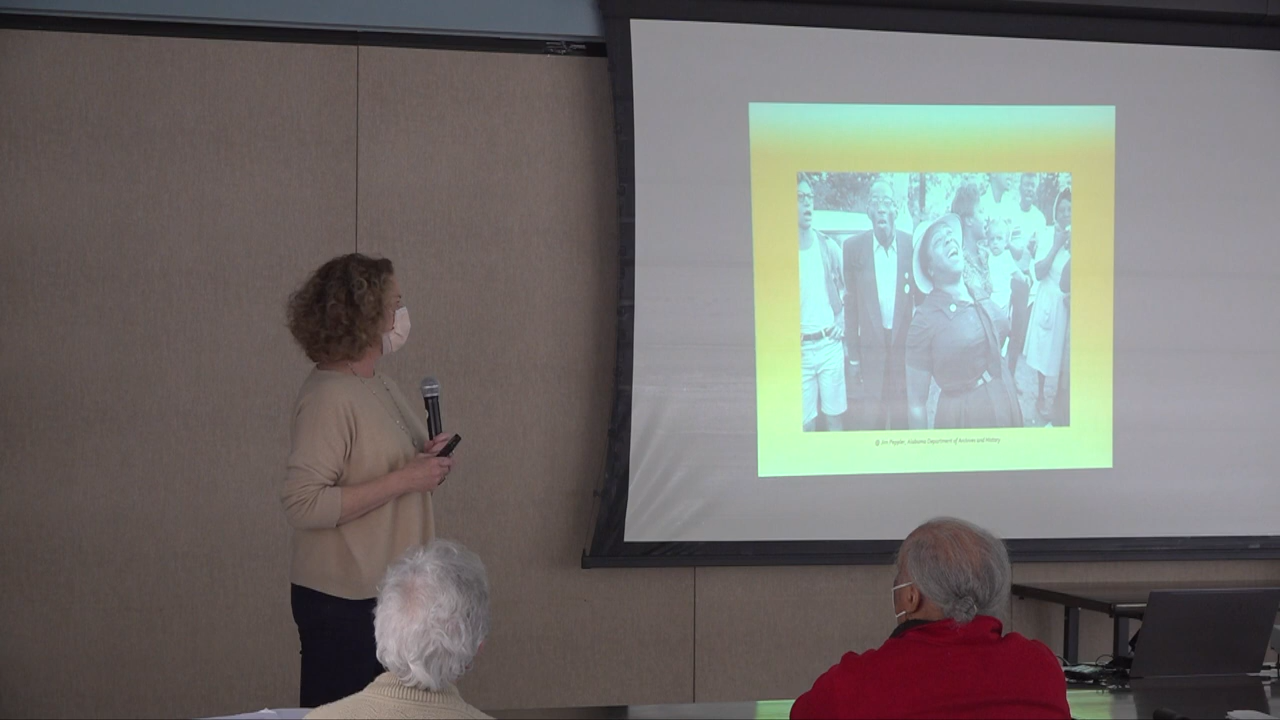 @ Jim Peppler, Alabama Department of Archives and History